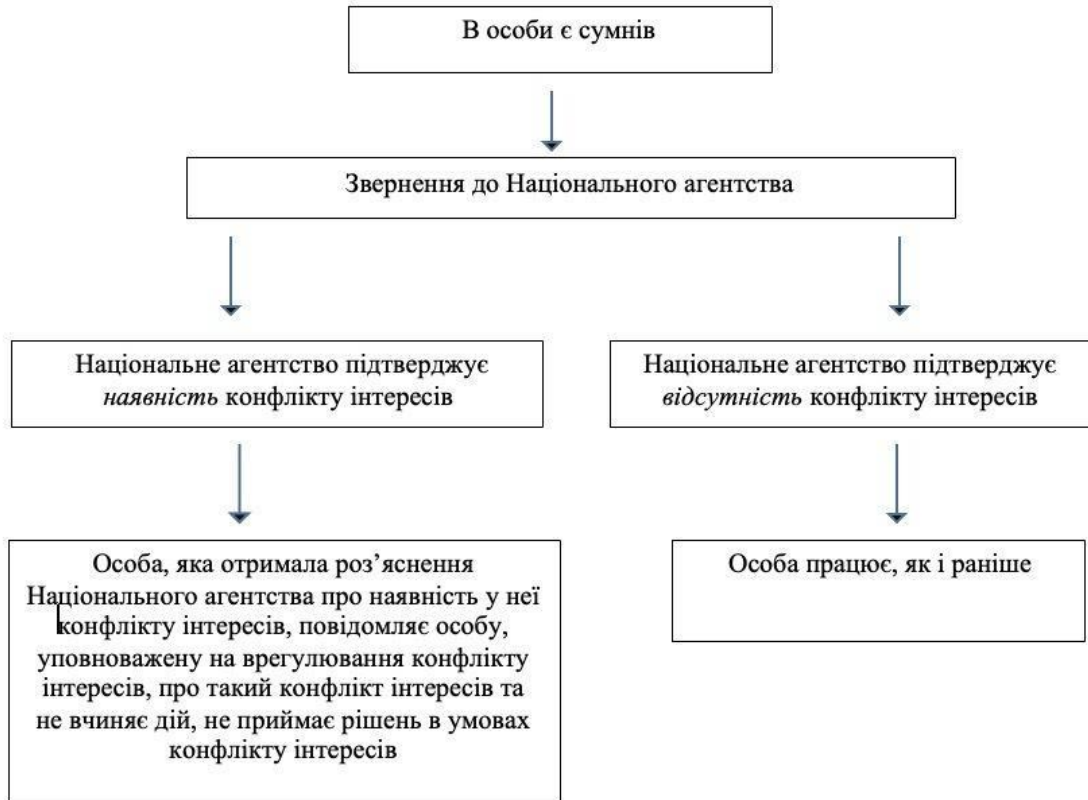 В особи є сумнів
Звернення до Національного агентства
Національне агентство підтверджує
наявність конфлікту інтересів
Національне агентство підтверджує
відсутність конфлікту інтересів
Особа, яка отримала роз’яснення
Національного агентства про наявність у неї
конфлікту інтересів, повідомляє особу,
уповноважену на врегулювання конфлікту
інтересів, про такий конфлікт інтересів та
не вчиняє дій, не приймає рішень в умовах
конфлікту інтересів
Особа працює, як і раніше